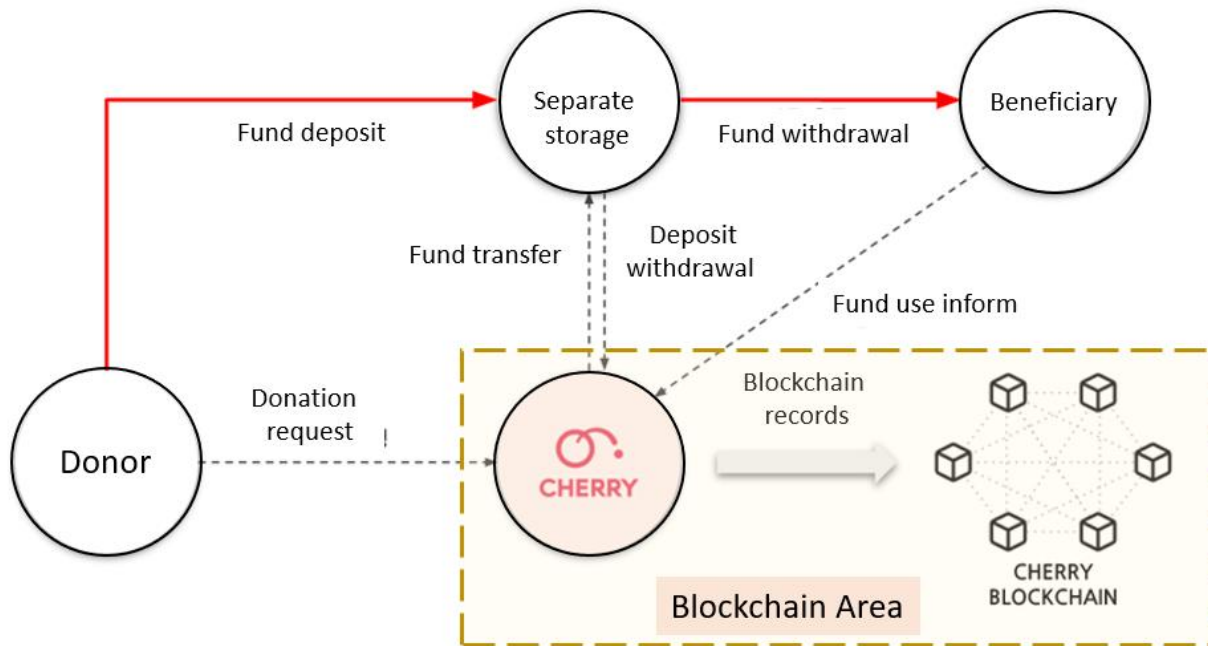 Separate
storage
Beneficiary
Fund deposit
Fund withdrawal
Fund transfer
Deposit
withdrawal
Fund use inform
Donation
request
Blockchain
records
Donor
CHERRY
CHERRY
BLOCKCHAIN
Blockchain Area